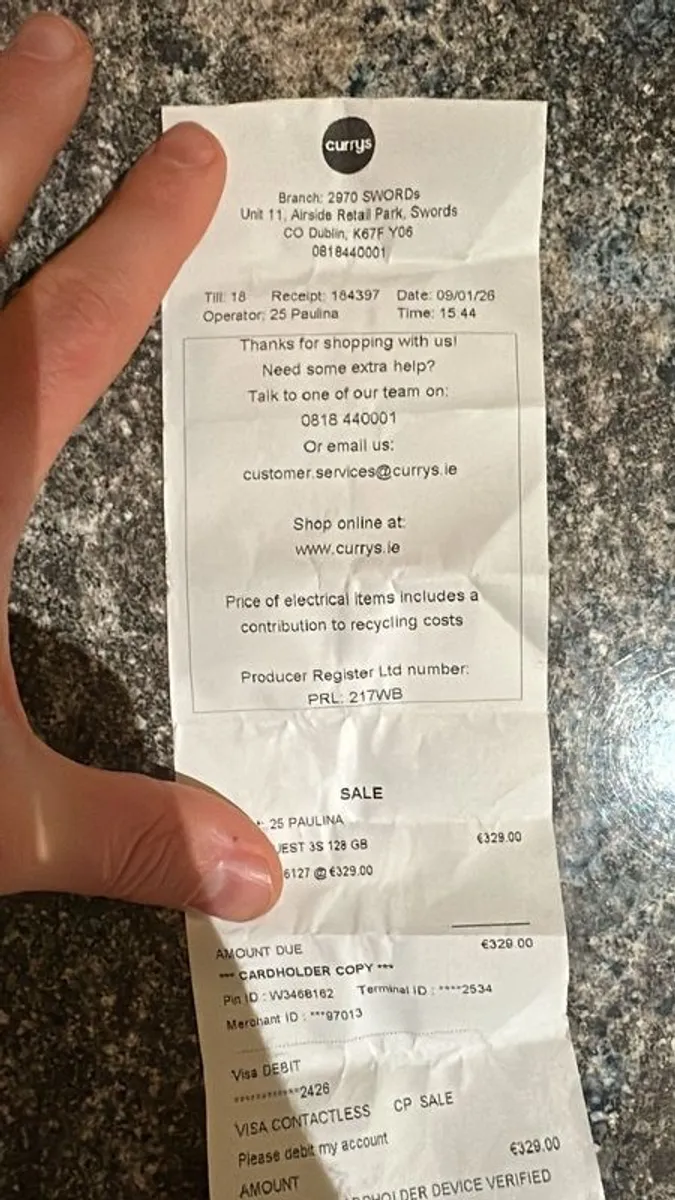 currys
Branch: 2970 SWORDs
Unit 11, Airside Retail Park, Swords
CO Dublin, K67F Y06
0818440001
Till: 18 Receipt: 184397 Date: 09/01/26
Operator: 25 Paulina Time: 15:44
Thanks for shopping with us!
Need some extra help?
Talk to one of our team on:
0818 440001
Or email us:
customer.services@currys.ie
Shop online at:
www.currys.ie
Price of electrical items includes a
contribution to recycling costs
Producer Register Ltd number:
PRL: 217WB
SALE
25 PAULINA
3S 128 GB €329.00
6127 @ €329.00
AMOUNT DUE €329.00
*** CARDHOLDER COPY ***
Pin ID : W3468162 Terminal ID : ****2534
Merchant ID : ***97013
Visa DEBIT
************2426
VISA CONTACTLESS CP SALE
Please debit my account
AMOUNT €329.00
DEVICE VERIFIED